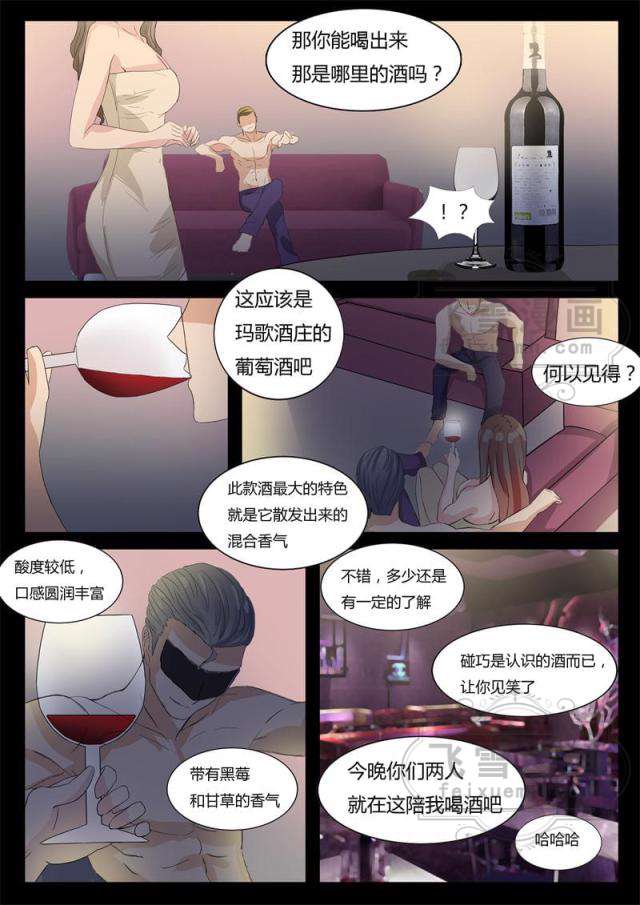 那你能喝出来
那是哪里的酒吗？
！？
这应该是
玛歌酒庄的
葡萄酒吧
何以见得？
此款酒最大的特色
就是它散发出来的
混合香气
酸度较低，
口感圆润丰富
带有黑莓
和甘草的香气
不错，多少还是
有一定的了解
碰巧是认识的酒而已，
让你见笑了
今晚你们两人
就在这陪我喝酒吧
哈哈哈
飞雪
feixuem
漫画